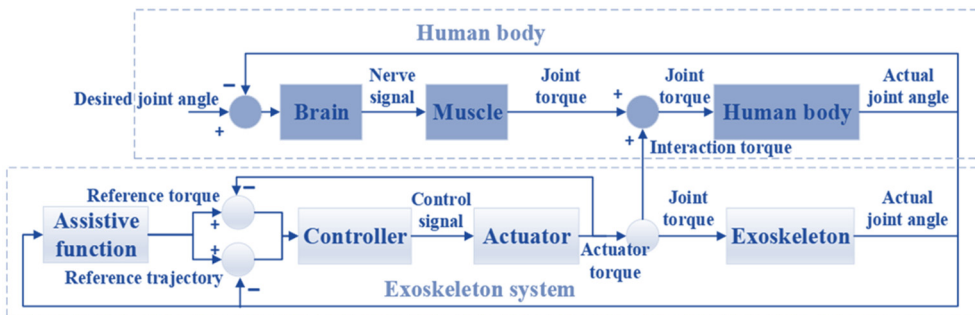 Human body
Desired joint angle
−
+
Brain
Nerve
signal
Muscle
Joint
torque
+
+
Joint
torque
Human body
Actual
joint angle
Interaction torque
Assistive
function
Reference torque
Reference trajectory
−
+
+
−
Controller
Control
signal
Actuator
Actuator
torque
Joint
torque
Exoskeleton
Actual
joint angle
Exoskeleton system